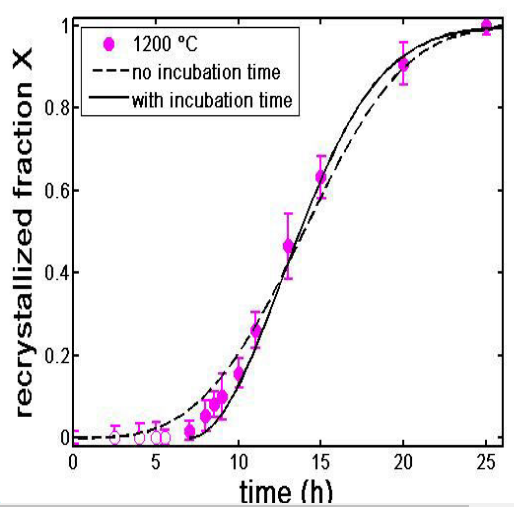 1
0.8
0.6
0.4
0.2
0
recrystallized fraction X
1200 °C
no incubation time
with incubation time
0 5 10 15 20 25
time (h)